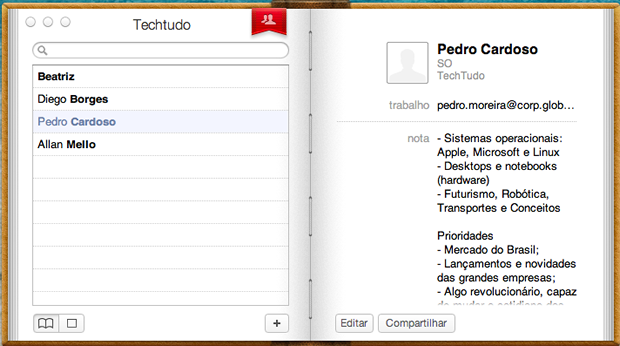 Techtudo
Beatriz
Diego Borges
Pedro Cardoso
Allan Mello
Pedro Cardoso
SO
TechTudo
trabalho pedro.moreira@corp.glob...
nota - Sistemas operacionais:
Apple, Microsoft e Linux
- Desktops e notebooks
(hardware)
- Futurismo, Robótica,
Transportes e Conceitos
Prioridades
- Mercado do Brasil;
- Lançamentos e novidades
das grandes empresas;
- Algo revolucionário, capaz
Editar Compartilhar